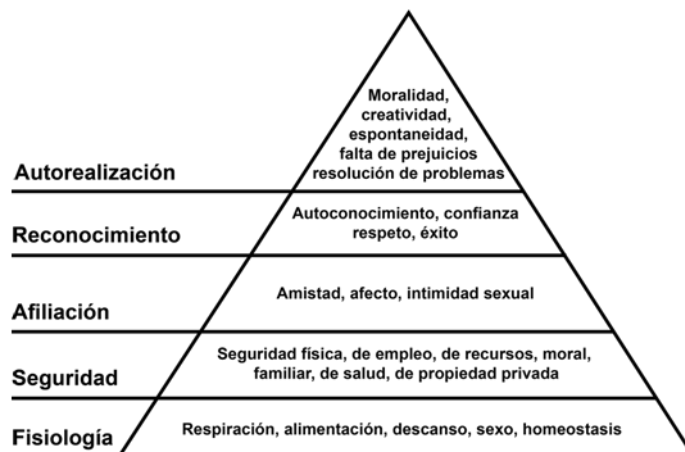 Moralidad,
creatividad,
espontaneidad,
falta de prejuicios
resolución de problemas
Autorealización
Autoconocimiento, confianza
respeto, éxito
Reconocimiento
Amistad, afecto, intimidad sexual
Afiliación
Seguridad física, de empleo, de recursos, moral,
familiar, de salud, de propiedad privada
Seguridad
Respiración, alimentación, descanso, sexo, homeostasis
Fisiología